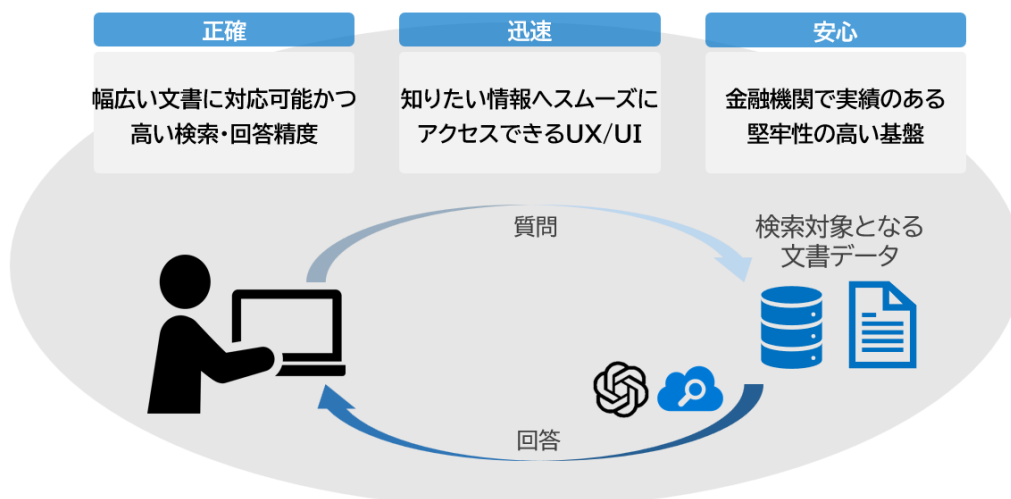 正確
幅広い文書に対応可能かつ
高い検索・回答精度
迅速
知りたい情報へスムーズに
アクセスできるUX/UI
安心
金融機関で実績のある
堅牢性の高い基盤
質問
検索対象となる
文書データ
回答